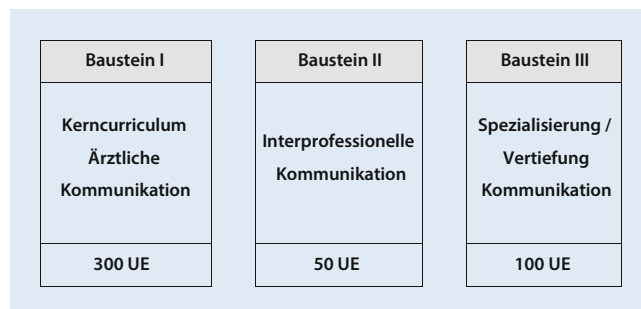 Baustein I
Kerncurriculum
Ärztliche
Kommunikation
300 UE
Baustein II
Interprofessionelle
Kommunikation
50 UE
Baustein III
Spezialisierung /
Vertiefung
Kommunikation
100 UE